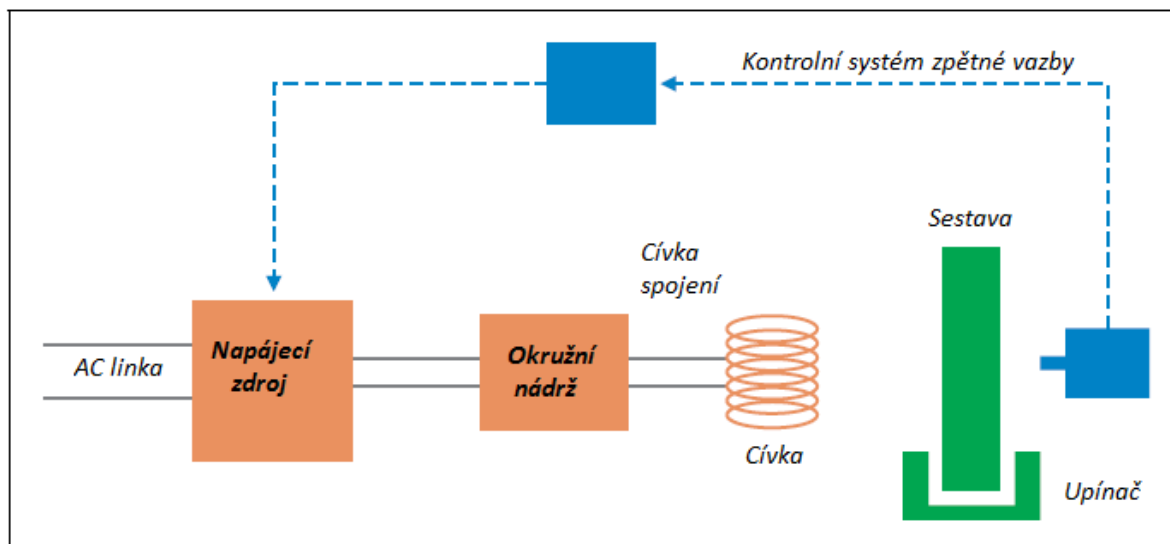 Kontrolní systém zpětné vazby
Sestava
Cívka
spojení
AC linka
Napájecí
zdroj
Okružní
nádrž
Cívka
Upínač